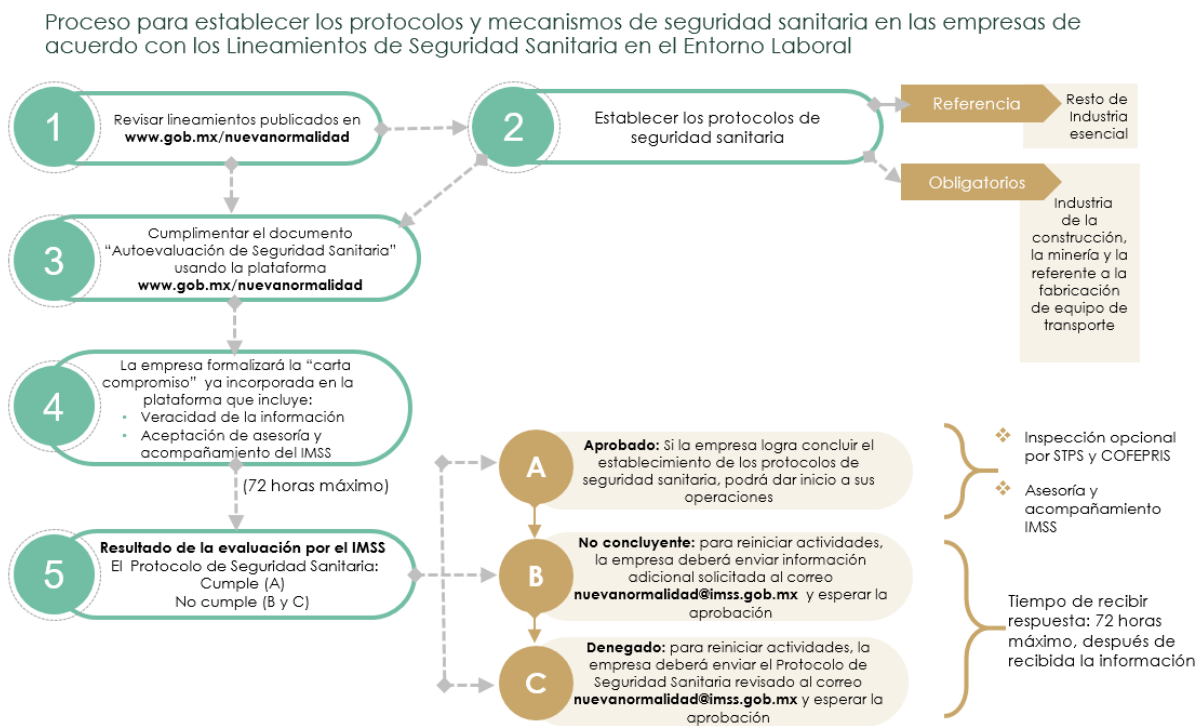 Proceso para establecer los protocolos y mecanismos de seguridad sanitaria en las empresas de
acuerdo con los Lineamientos de Seguridad Sanitaria en el Entorno Laboral
1
Revisar lineamientos publicados en
www.gob.mx/nuevanormalidad
2
Establecer los protocolos de
seguridad sanitaria
Referencia
Resto de
Industria
esencial
Obligatorios
Industria
de la
construcción,
la minería y la
referente a la
fabricación
de equipo de
transporte
3
Cumplimentar el documento
“Autoevaluación de Seguridad Sanitaria”
usando la plataforma
www.gob.mx/nuevanormalidad
4
La empresa formalizará la “carta
compromiso” ya incorporada en la
plataforma que incluye:
• Veracidad de la información
• Aceptación de asesoría y
acompañamiento del IMSS
(72 horas máximo)
5
Resultado de la evaluación por el IMSS
El Protocolo de Seguridad Sanitaria:
Cumple (A)
No cumple (B y C)
A
Aprobado: Si la empresa logra concluir el
establecimiento de los protocolos de
seguridad sanitaria, podrá dar inicio a sus
operaciones
Inspección opcional
por STPS y COFEPRIS
Asesoría y
acompañamiento
IMSS
B
No concluyente: para reiniciar actividades,
la empresa deberá enviar información
adicional solicitada al correo
nuevanormalidad@imss.gob.mx y esperar la
aprobación
C
Denegado: para reiniciar actividades, la
empresa deberá enviar el Protocolo de
Seguridad Sanitaria revisado al correo
nuevanormalidad@imss.gob.mx y esperar la
aprobación
Tiempo de recibir
respuesta: 72 horas
máximo, después de
recibida la información